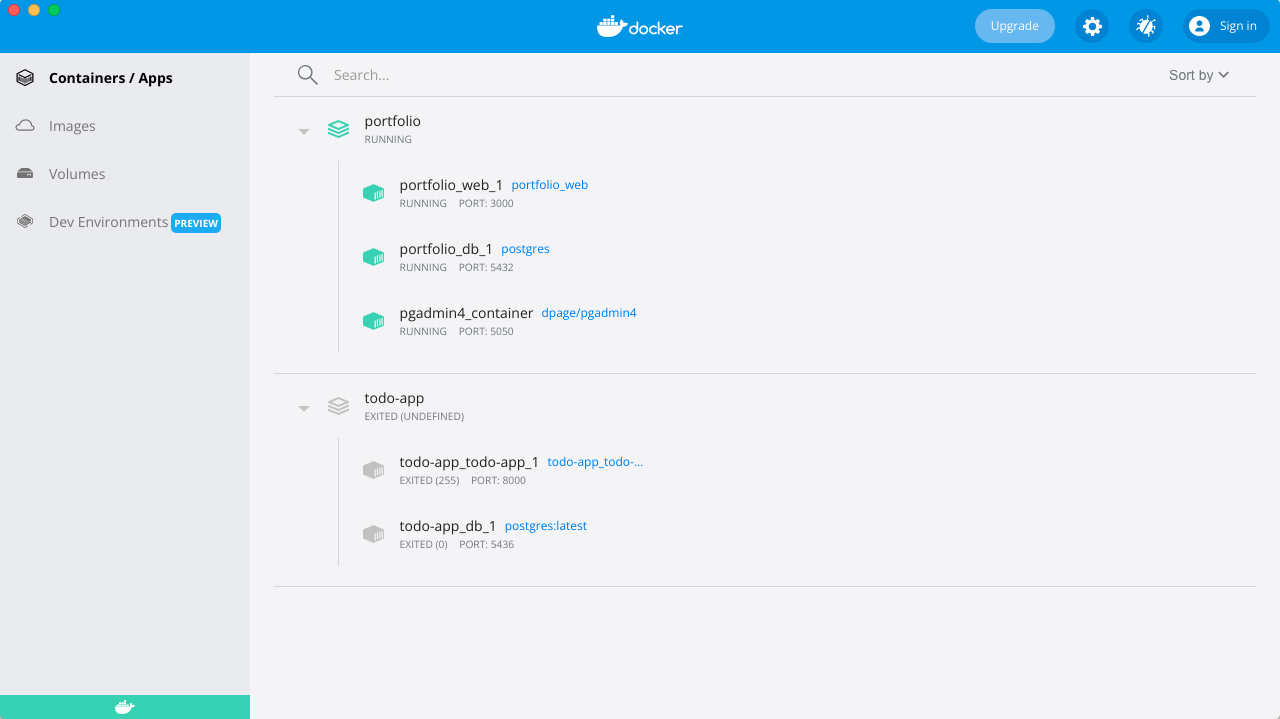 docker
Upgrade
Sign in
Containers / Apps
Images
Volumes
Dev Environments PREVIEW
Search...
Sort by
portfolio
RUNNING
portfolio_web_1 portfolio_web
RUNNING PORT: 3000
portfolio_db_1 postgres
RUNNING PORT: 5432
pgadmin4_container dpage/pgadmin4
RUNNING PORT: 5050
todo-app
EXITED (UNDEFINED)
todo-app_todo-app_1 todo-app_todo-...
EXITED (255) PORT: 8000
todo-app_db_1 postgres:latest
EXITED (0) PORT: 5436